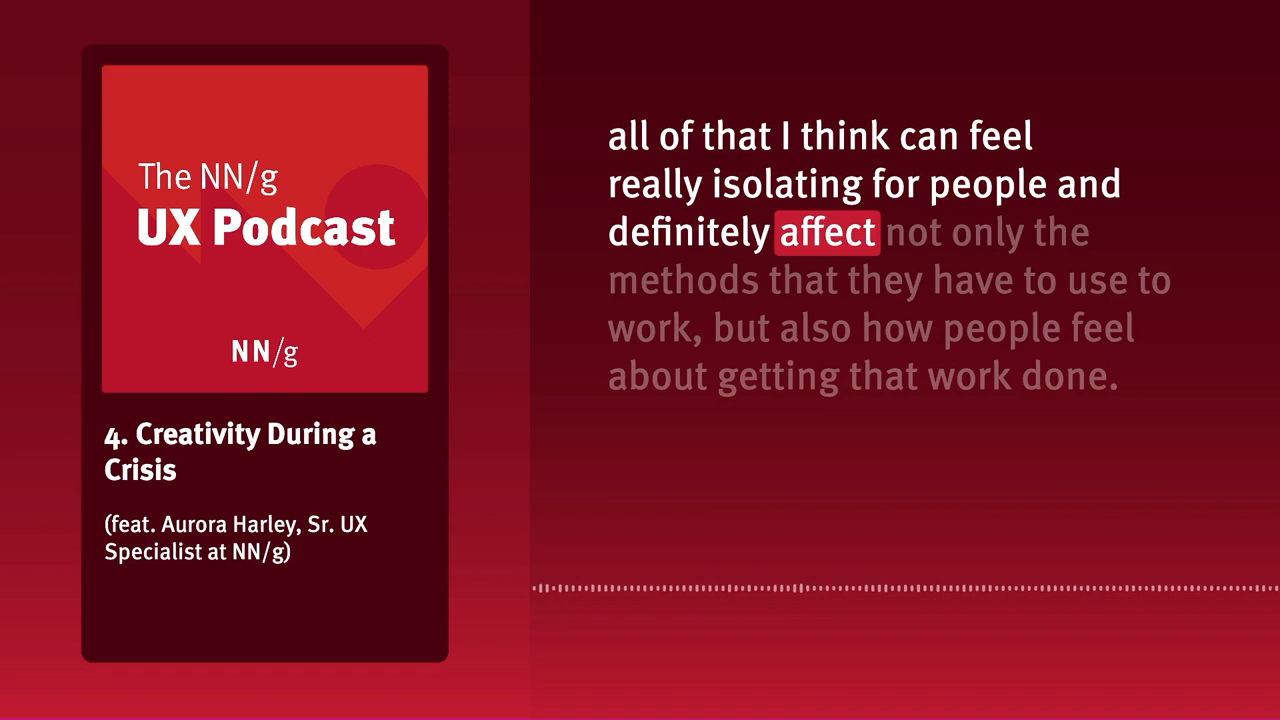 The NN/g
UX Podcast
NN/g
4. Creativity During a
Crisis
(feat. Aurora Harley, Sr. UX
Specialist at NN/g)
all of that I think can feel
really isolating for people and
definitely affect not only the
methods that they have to use to
work, but also how people feel
about getting that work done.